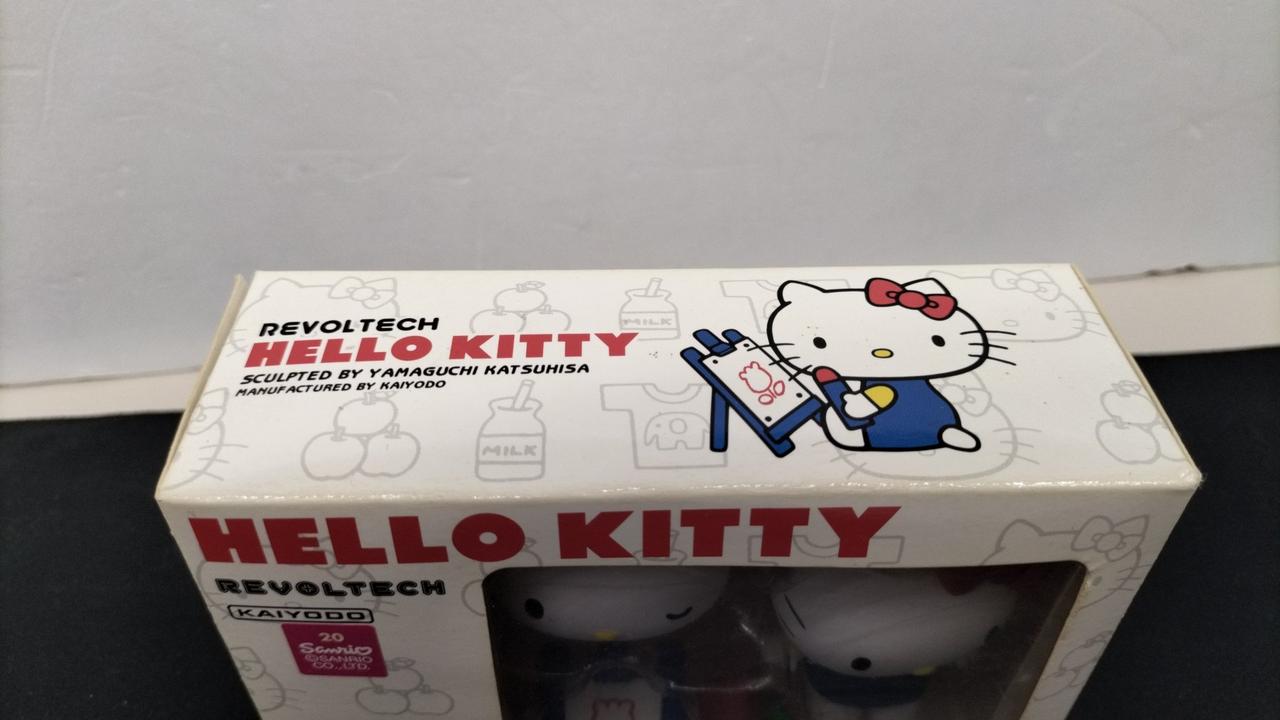 REVOLTECH
HELLO KITTY
SCULPTED BY YAMAGUCHI KATSUHISA
MANUFACTURED BY KAIYODO
MILK
MILK
HELLO KITTY
REVOLTECH
KAIYODO
20
Sanrio
©SANRIO
CO., LTD.